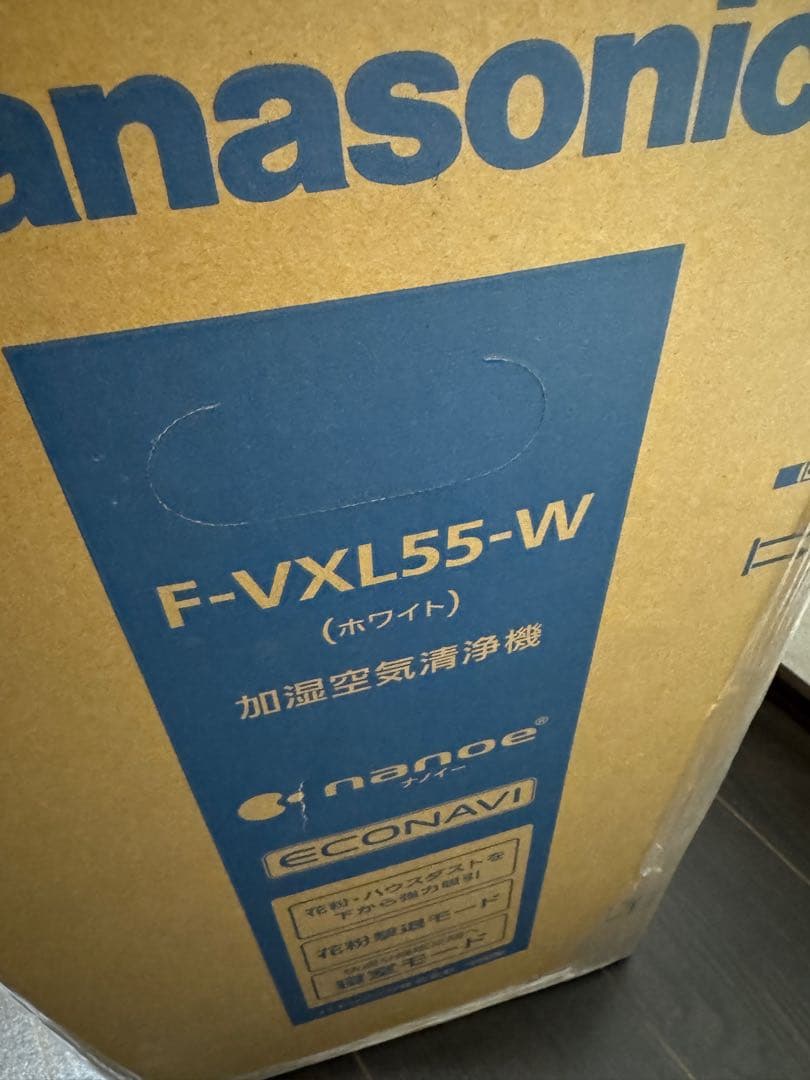 anasonic
F-VXL55-W
(ホワイト)
加湿空気清浄機
nanoe®
ナノイー
ECONAVI
花粉・ハウスダストを
下から強力吸引
花粉撃退モード
寝室モード